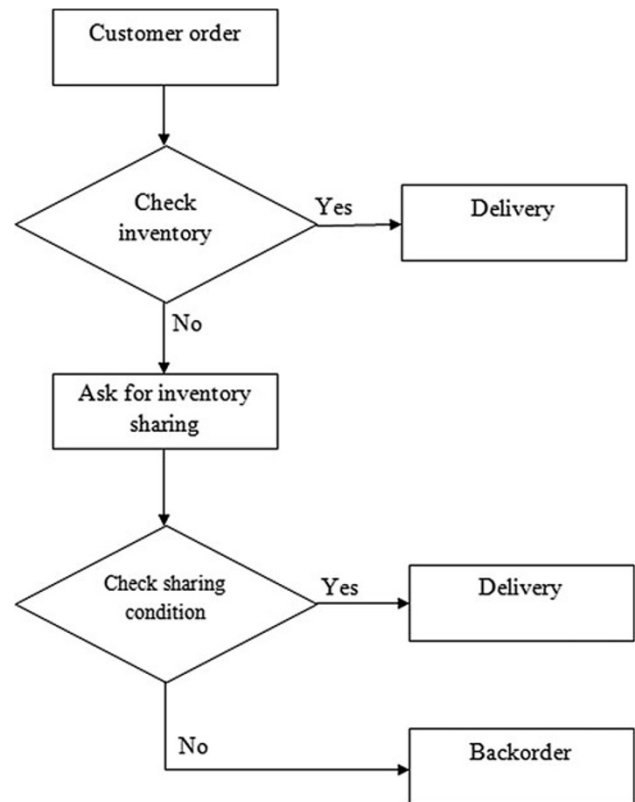 Customer order
Check
inventory
Yes
Delivery
No
Ask for inventory
sharing
Check sharing
condition
Yes
Delivery
No
Backorder